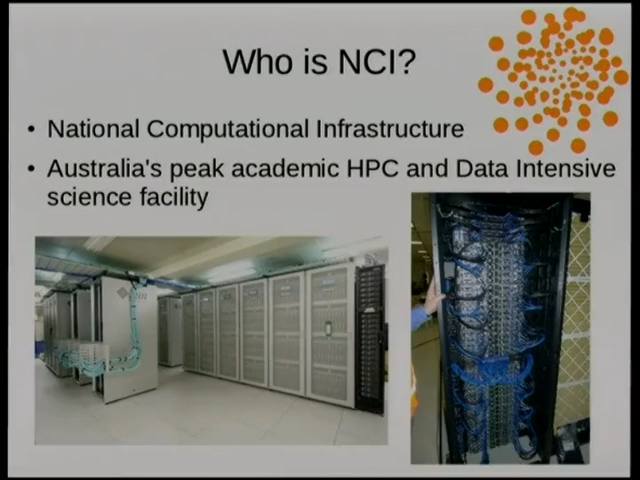 Who is NCI?
• National Computational Infrastructure
• Australia's peak academic HPC and Data Intensive
science facility